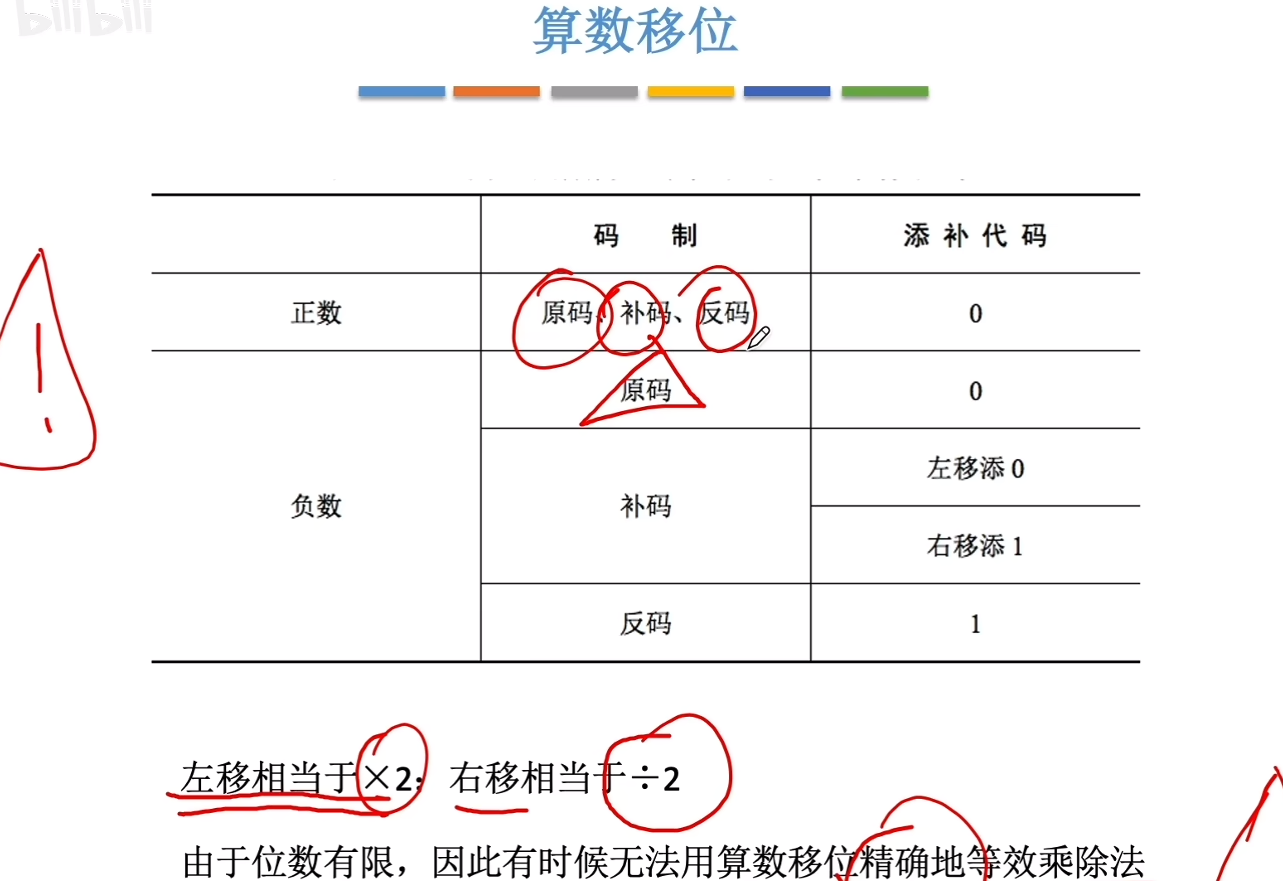 bilibili
算数移位
码 制 添 补 代 码
正数 原码、补码、反码 0
原码 0
左移添 0
负数 补码
右移添 1
反码 1
左移相当于×2；右移相当于÷2
由于位数有限，因此有时候无法用算数移位精确地等效乘除法